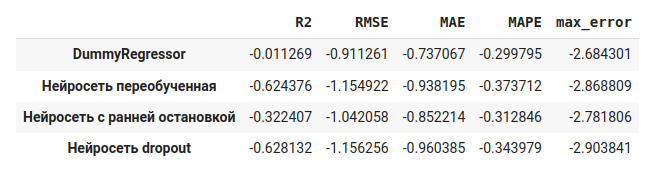 R2 RMSE MAE MAPE max_error
DummyRegressor -0.011269 -0.911261 -0.737067 -0.299795 -2.684301
Нейросеть переобученная -0.624376 -1.154922 -0.938195 -0.373712 -2.868809
Нейросеть с ранней остановкой -0.322407 -1.042058 -0.852214 -0.312846 -2.781806
Нейросеть dropout -0.628132 -1.156256 -0.960385 -0.343979 -2.903841